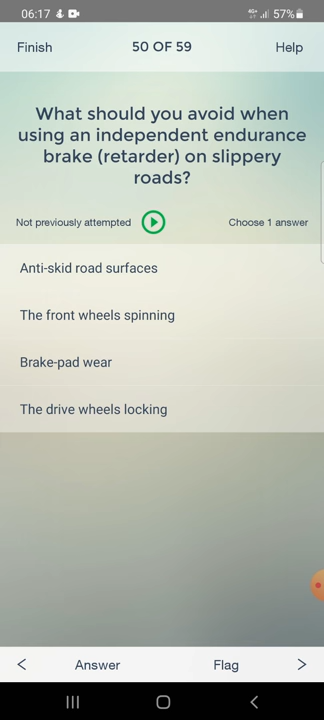 06:17 4G+ 57%
Finish 50 OF 59 Help
What should you avoid when
using an independent endurance
brake (retarder) on slippery
roads?
Not previously attempted Choose 1 answer
Anti-skid road surfaces
The front wheels spinning
Brake-pad wear
The drive wheels locking
Answer Flag